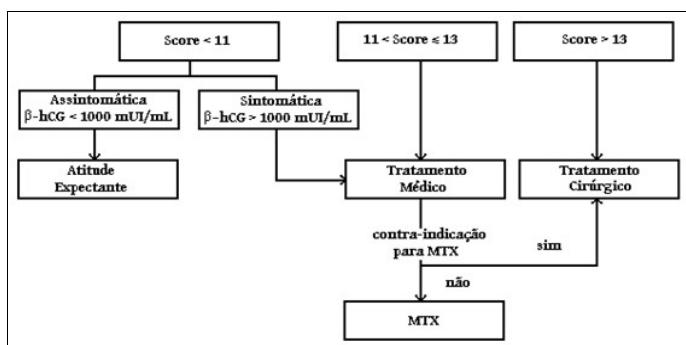 Score < 11
11 < Score ≤ 13
Score > 13
Assintomática
β-hCG < 1000 mUI/mL
Sintomática
β-hCG > 1000 mUI/mL
Atitude
Expectante
Tratamento
Médico
Tratamento
Cirúrgico
contra-indicação
para MTX
sim
não
MTX